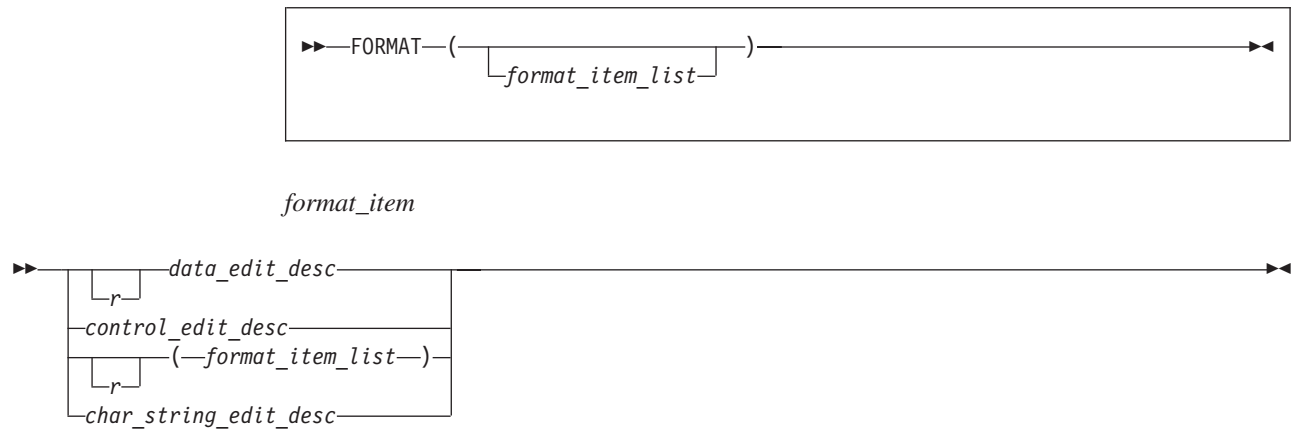 ►►—FORMAT—( format_item_list )—►◄
format_item
►►— r data_edit_desc —►◄
control_edit_desc
r (—format_item_list—)
char_string_edit_desc